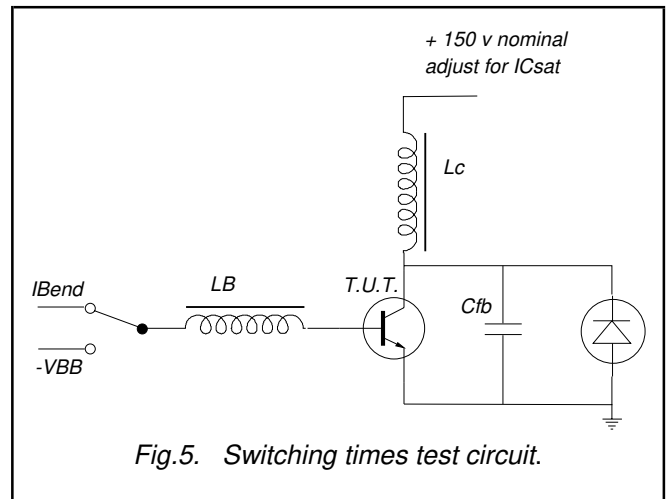 + 150 v nominal
adjust for ICsat
Lc
IBend
LB
T.U.T.
Cfb
-VBB
Fig.5. Switching times test circuit.